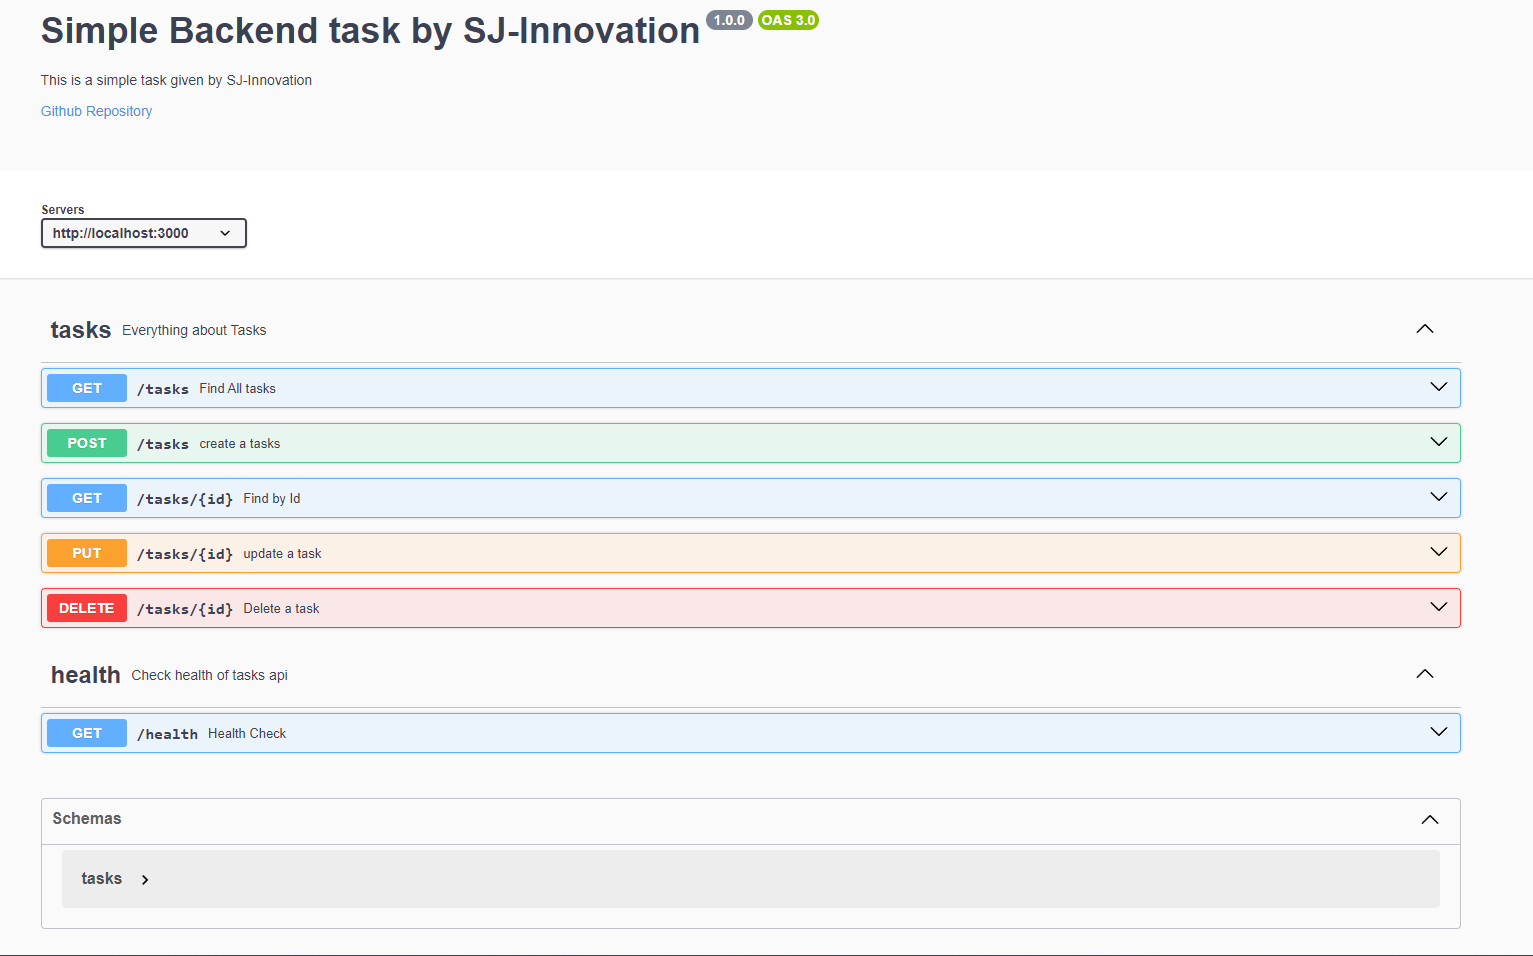 Simple Backend task by SJ-Innovation 1.0.0 OAS 3.0
This is a simple task given by SJ-Innovation
Github Repository
Servers
http://localhost:3000
tasks Everything about Tasks
GET /tasks Find All tasks
POST /tasks create a tasks
GET /tasks/{id} Find by Id
PUT /tasks/{id} update a task
DELETE /tasks/{id} Delete a task
health Check health of tasks api
GET /health Health Check
Schemas
tasks